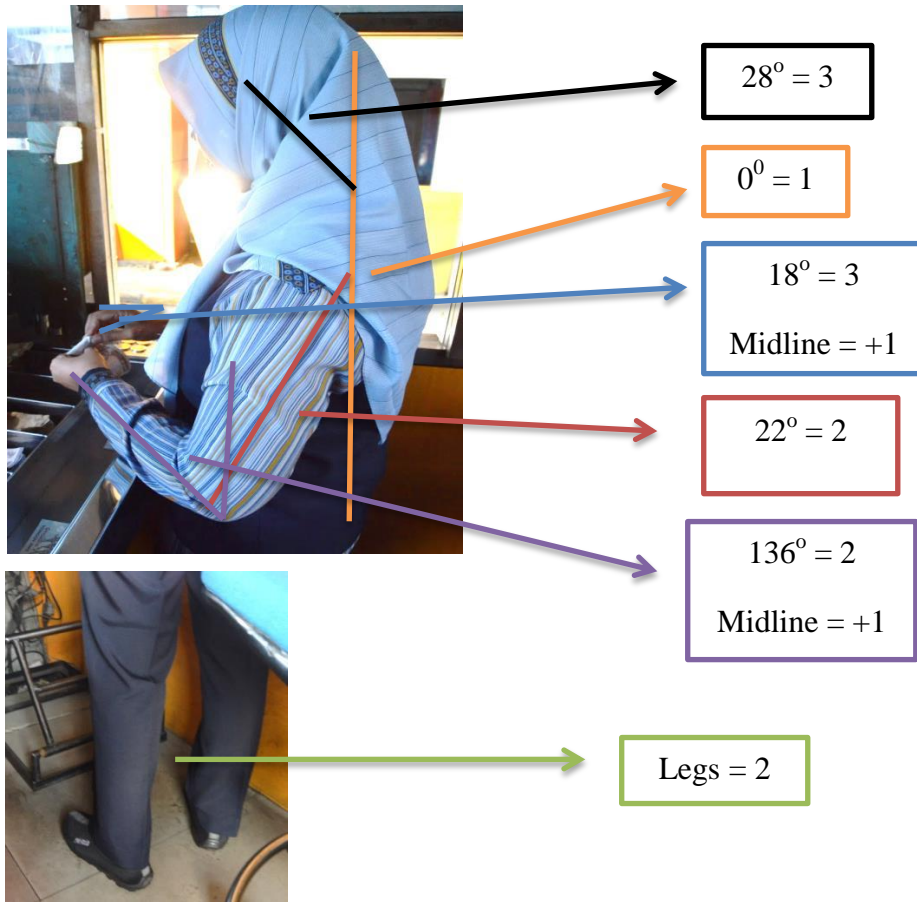 28° = 3
0⁰ = 1
18° = 3
Midline = +1
22° = 2
136° = 2
Midline = +1
Legs = 2